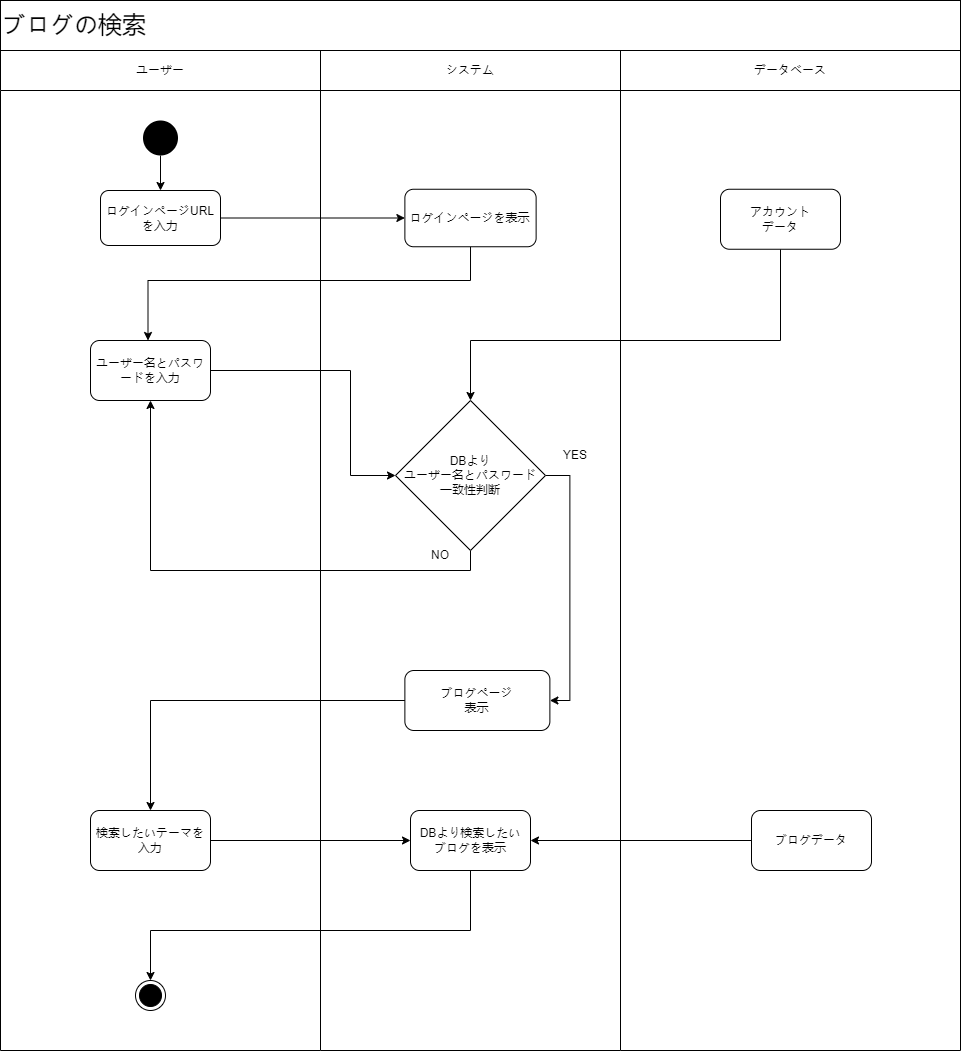 ブログの検索
ユーザー
システム
データベース
ログインページURL
を入力
ログインページを表示
アカウント
データ
ユーザー名とパスワ
ードを入力
DBより
ユーザー名とパスワード
一致性判断
YES
NO
ブログページ
表示
検索したいテーマを
入力
DBより検索したい
ブログを表示
ブログデータ